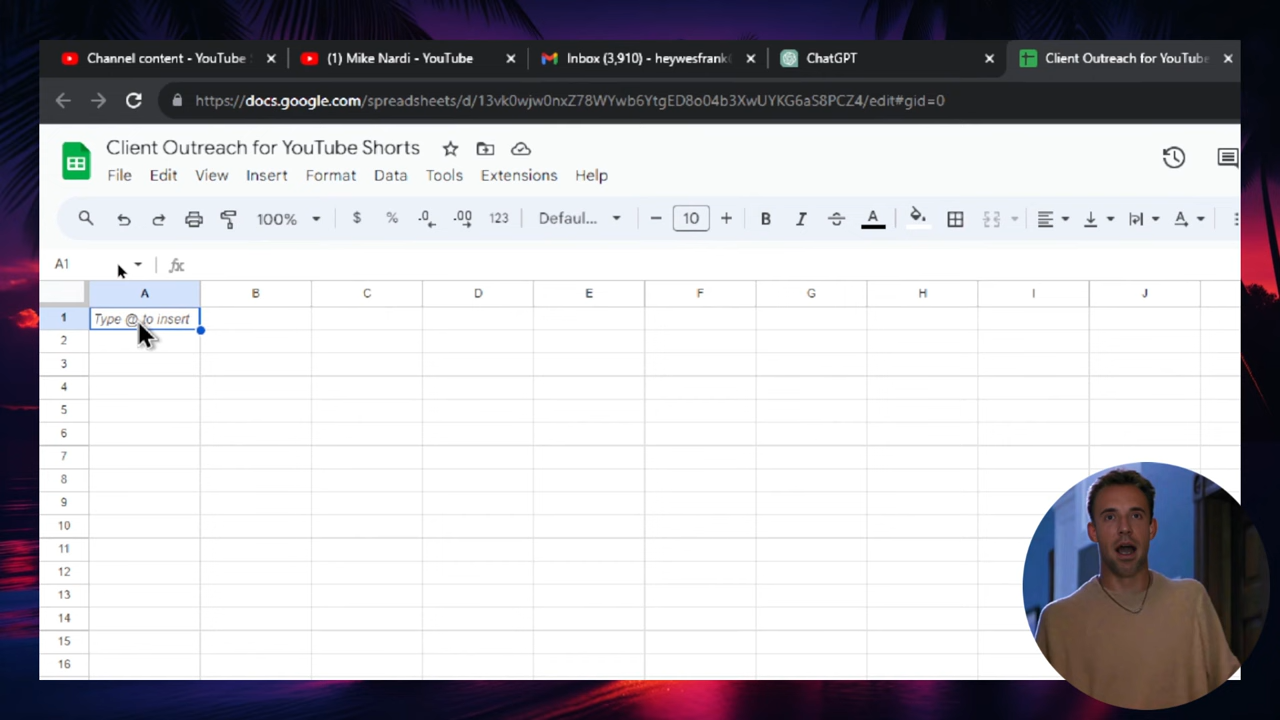 Channel content - YouTube
(1) Mike Nardi - YouTube
Inbox (3,910) - heywesfrank
ChatGPT
Client Outreach for YouTube
https://docs.google.com/spreadsheets/d/13vk0wjw0nxZ78WYwb6YtgED8o04b3XwUYKG6aS8PCZ4/edit#gid=0
Client Outreach for YouTube Shorts
File Edit View Insert Format Data Tools Extensions Help
100% $ % .0 .00 123 Defaul... − 10 + B I A A
A1 fx
A B C D E F G H I J
1 Type @ to insert
2
3
4
5
6
7
8
9
10
11
12
13
14
15
16